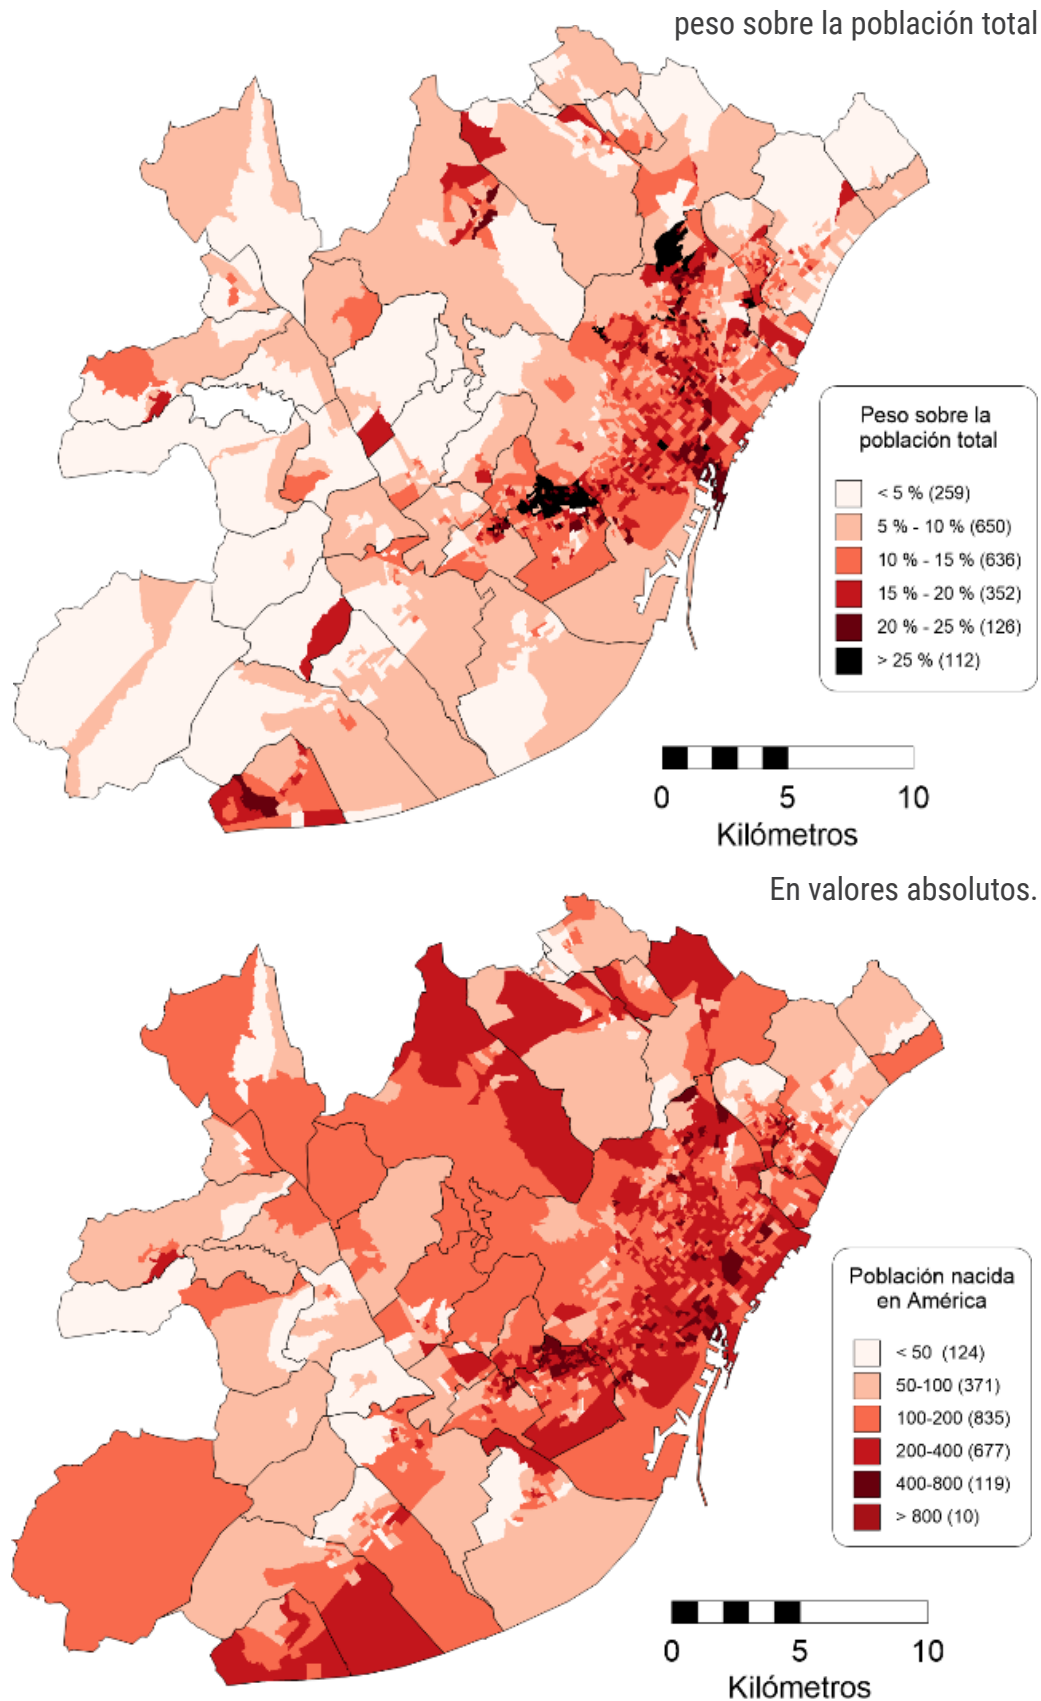 peso sobre la población total
Peso sobre la
población total
< 5 % (259)
5 % - 10 % (650)
10 % - 15 % (636)
15 % - 20 % (352)
20 % - 25 % (126)
> 25 % (112)
0 5 10
Kilómetros
En valores absolutos.
Población nacida
en América
< 50 (124)
50-100 (371)
100-200 (835)
200-400 (677)
400-800 (119)
> 800 (10)
0 5 10
Kilómetros